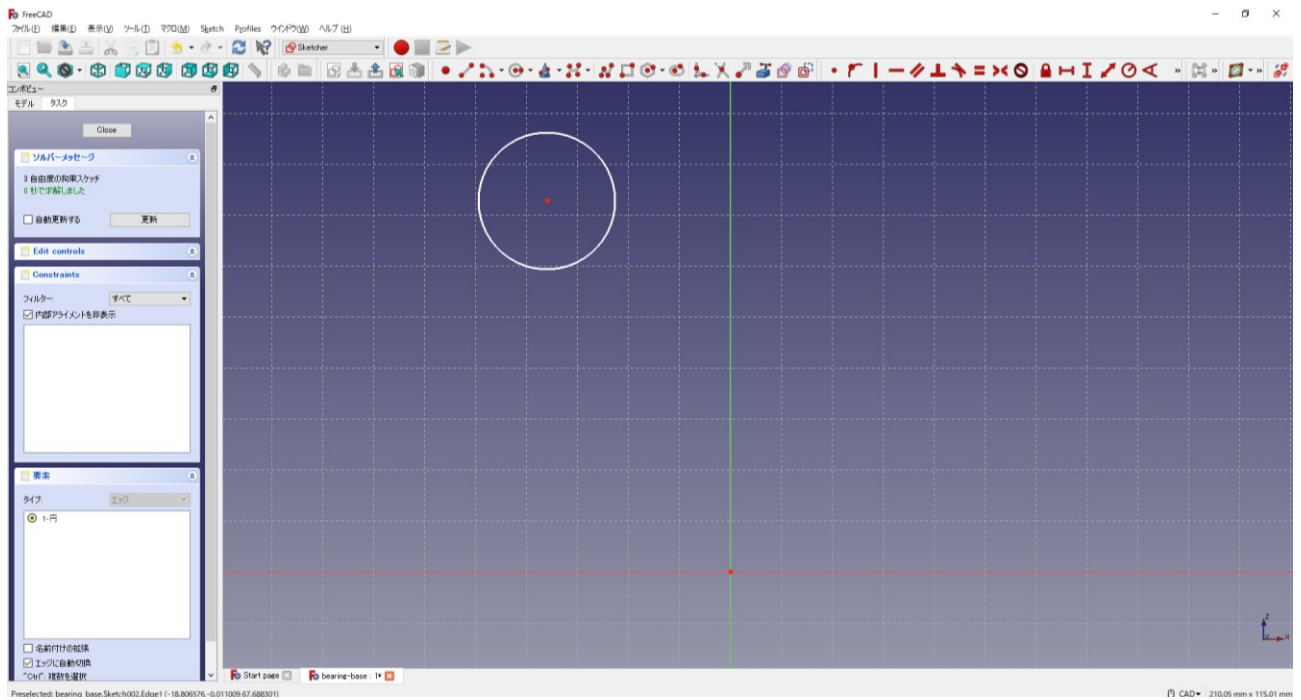 FreeCAD
ファイル(F) 編集(E) 表示(V) ツール(T) マクロ(M) Sketch Profiles ウインドウ(W) ヘルプ(H)
Sketcher
コンボビュー
モデル タスク
Close
ソルバーメッセージ
3 自由度の拘束スケッチ
0 秒で求解しました
自動更新する 更新
Edit controls
Constraints
フィルター: すべて
内部アライメントを非表示
要素
タイプ: エッジ
1-円
名前付けの拡張
エッジに自動切換
"Ctrl": 複数を選択
Start page
bearing-base : 1*
Z
Y X
Preselected: bearing_base.Sketch002.Edge1 (-18.806576,-0.011009,67.688301)
CAD 210.05 mm x 115.01 mm